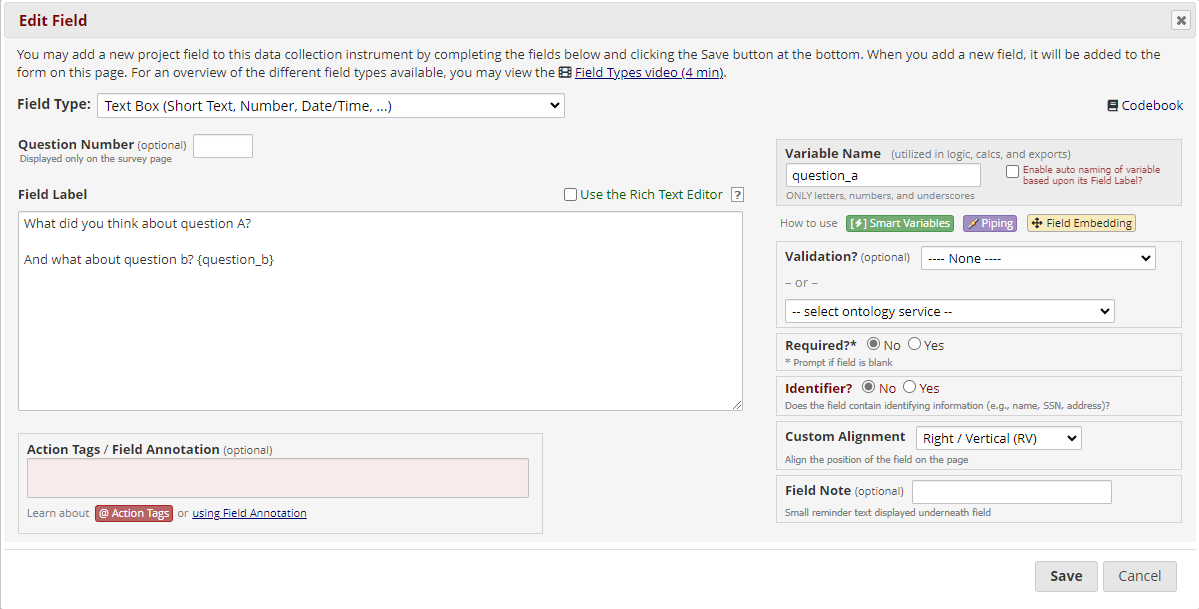 Edit Field
You may add a new project field to this data collection instrument by completing the fields below and clicking the Save button at the bottom. When you add a new field, it will be added to the
form on this page. For an overview of the different field types available, you may view the Field Types video (4 min).
Field Type: Text Box (Short Text, Number, Date/Time, ...)
Codebook
Question Number (optional)
Displayed only on the survey page
Field Label
Use the Rich Text Editor ?
What did you think about question A?
And what about question b? {question_b}
Action Tags / Field Annotation (optional)
Learn about @ Action Tags or using Field Annotation
Variable Name (utilized in logic, calcs, and exports)
question_a
Enable auto naming of variable
based upon its Field Label?
ONLY letters, numbers, and underscores
How to use [⚡] Smart Variables Piping Field Embedding
Validation? (optional) ---- None ----
– or –
-- select ontology service --
Required?* No Yes
* Prompt if field is blank
Identifier? No Yes
Does the field contain identifying information (e.g., name, SSN, address)?
Custom Alignment Right / Vertical (RV)
Align the position of the field on the page
Field Note (optional)
Small reminder text displayed underneath field
Save Cancel